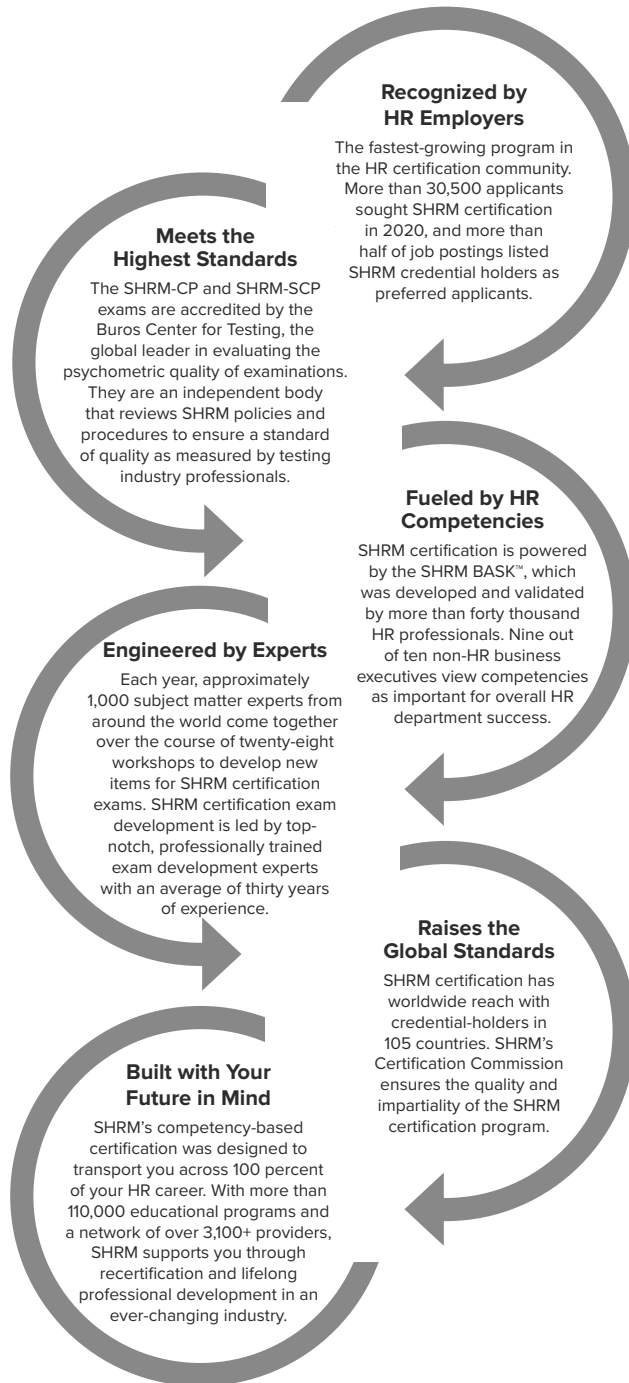 Recognized by
HR Employers
The fastest-growing program in
the HR certification community.
More than 30,500 applicants
sought SHRM certification
in 2020, and more than
half of job postings listed
SHRM credential holders as
preferred applicants.
Meets the
Highest Standards
The SHRM-CP and SHRM-SCP
exams are accredited by the
Buros Center for Testing, the
global leader in evaluating the
psychometric quality of examinations.
They are an independent body
that reviews SHRM policies and
procedures to ensure a standard
of quality as measured by testing
industry professionals.
Fueled by HR
Competencies
SHRM certification is powered
by the SHRM BASK™, which
was developed and validated
by more than forty thousand
HR professionals. Nine out
of ten non-HR business
executives view competencies
as important for overall HR
department success.
Engineered by Experts
Each year, approximately
1,000 subject matter experts from
around the world come together
over the course of twenty-eight
workshops to develop new
items for SHRM certification
exams. SHRM certification exam
development is led by top-
notch, professionally trained
exam development experts
with an average of thirty years
of experience.
Raises the
Global Standards
SHRM certification has
worldwide reach with
credential-holders in
105 countries. SHRM’s
Certification Commission
ensures the quality and
impartiality of the SHRM
certification program.
Built with Your
Future in Mind
SHRM’s competency-based
certification was designed to
transport you across 100 percent
of your HR career. With more than
110,000 educational programs and
a network of over 3,100+ providers,
SHRM supports you through
recertification and lifelong
professional development in an
ever-changing industry.